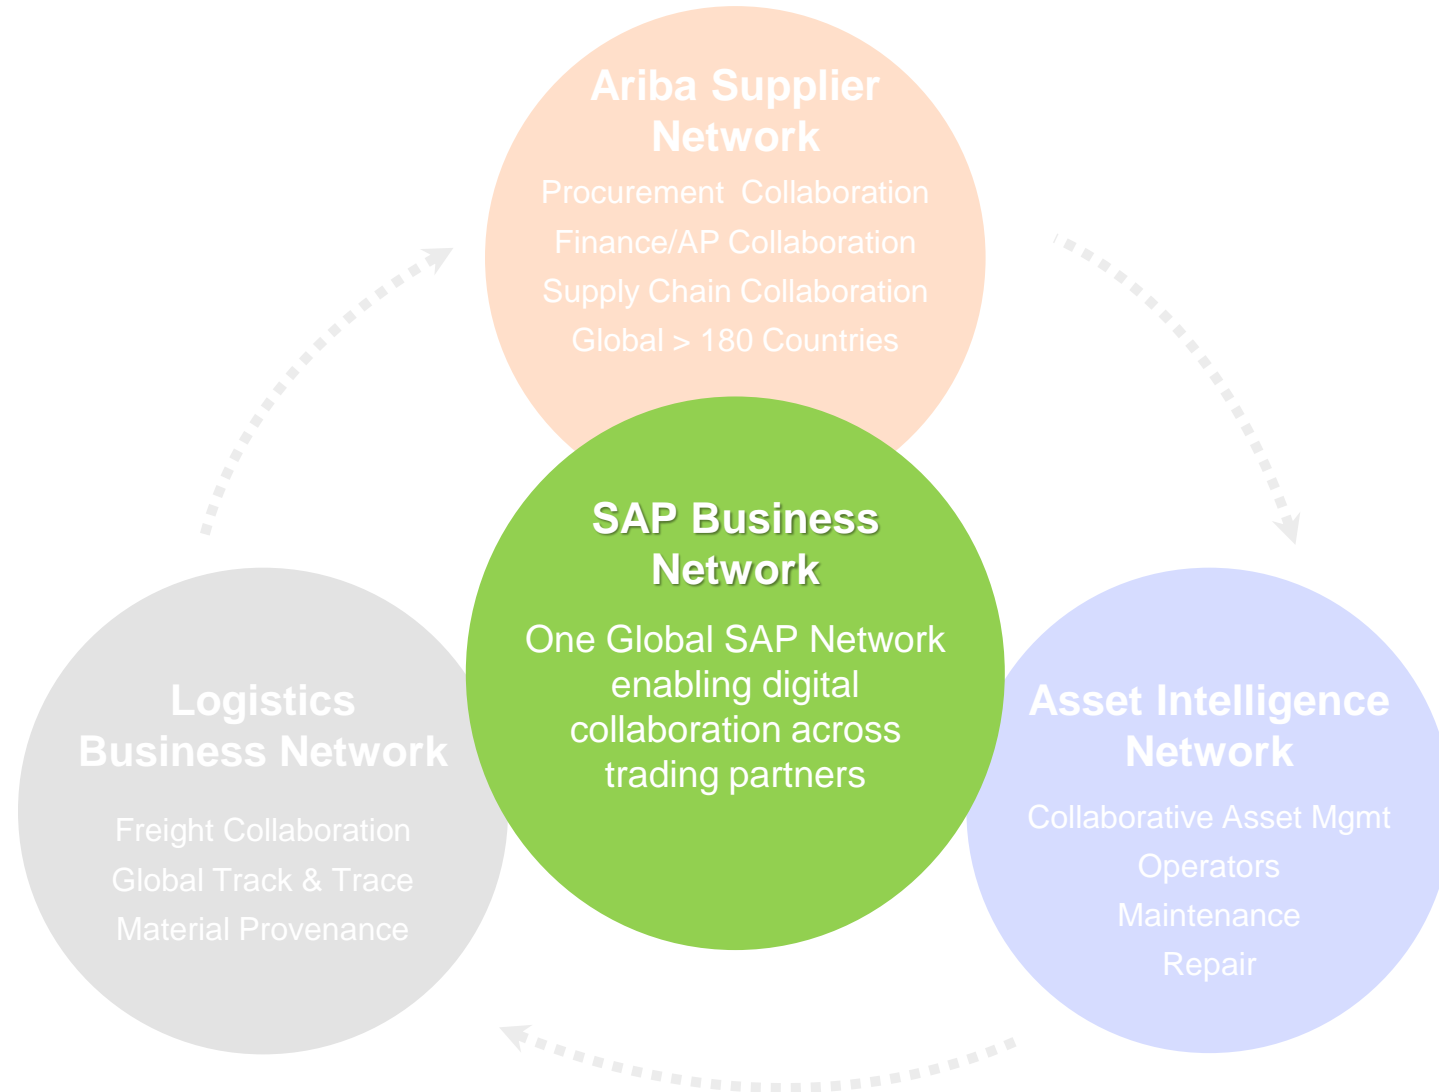 Ariba Supplier
Network
Procurement Collaboration
Finance/AP Collaboration
Supply Chain Collaboration
Global > 180 Countries
SAP Business
Network
One Global SAP Network
enabling digital
collaboration across
trading partners
Logistics
Business Network
Freight Collaboration
Global Track & Trace
Material Provenance
Asset Intelligence
Network
Collaborative Asset Mgmt
Operators
Maintenance
Repair